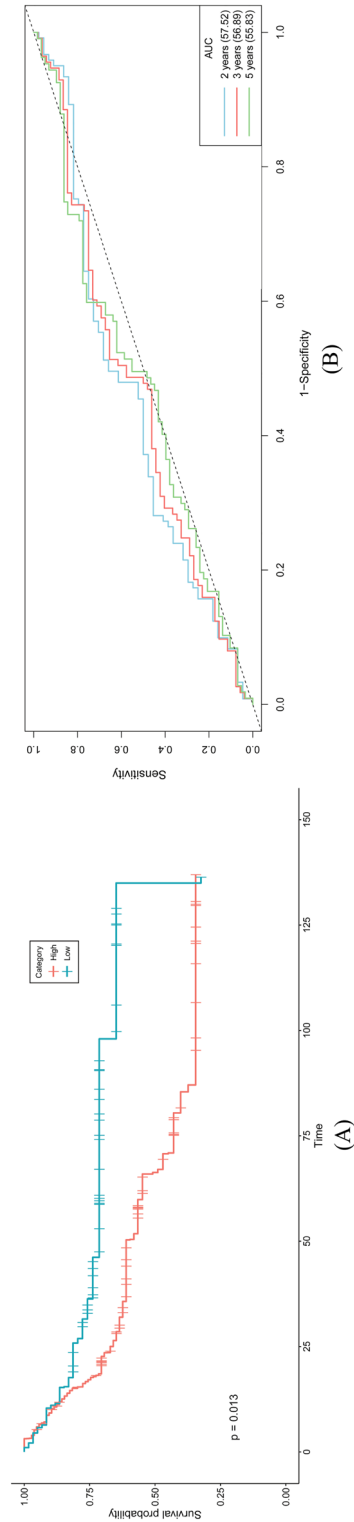 1.00
0.75
0.50
0.25
0.00
Survival probability
0
25
50
75
100
125
150
Time
Category
High
Low
p = 0.013
(A)
1.0
0.8
0.6
0.4
0.2
0.0
Sensitivity
0.0
0.2
0.4
0.6
0.8
1.0
1−Specificity
AUC
2 years (57.52)
3 years (56.89)
5 years (55.83)
(B)